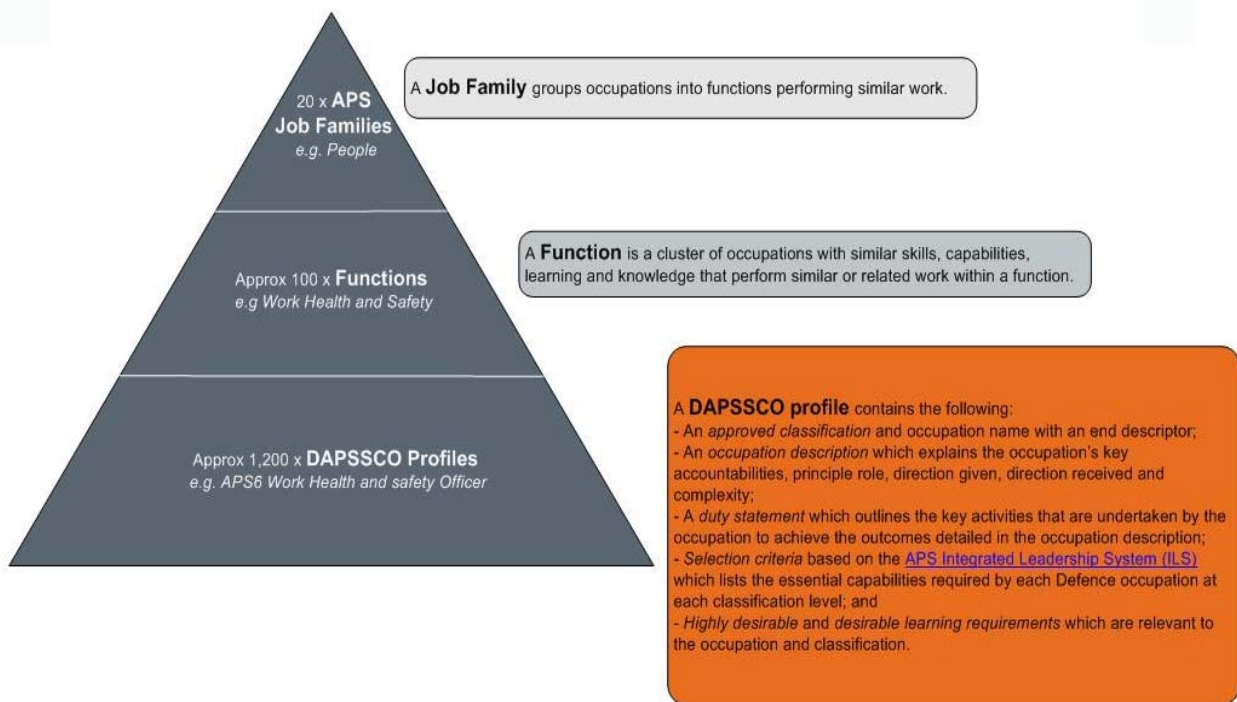 20 x APS
Job Families
e.g. People
A Job Family groups occupations into functions performing similar work.
Approx 100 x Functions
e.g Work Health and Safety
A Function is a cluster of occupations with similar skills, capabilities,
learning and knowledge that perform similar or related work within a function.
Approx 1,200 x DAPSSCO Profiles
e.g. APS6 Work Health and safety Officer
A DAPSSCO profile contains the following:
- An approved classification and occupation name with an end descriptor;
- An occupation description which explains the occupation's key
accountabilities, principle role, direction given, direction received and
complexity;
- A duty statement which outlines the key activities that are undertaken by the
occupation to achieve the outcomes detailed in the occupation description;
- Selection criteria based on the APS Integrated Leadership System (ILS)
which lists the essential capabilities required by each Defence occupation at
each classification level; and
- Highly desirable and desirable learning requirements which are relevant to
the occupation and classification.